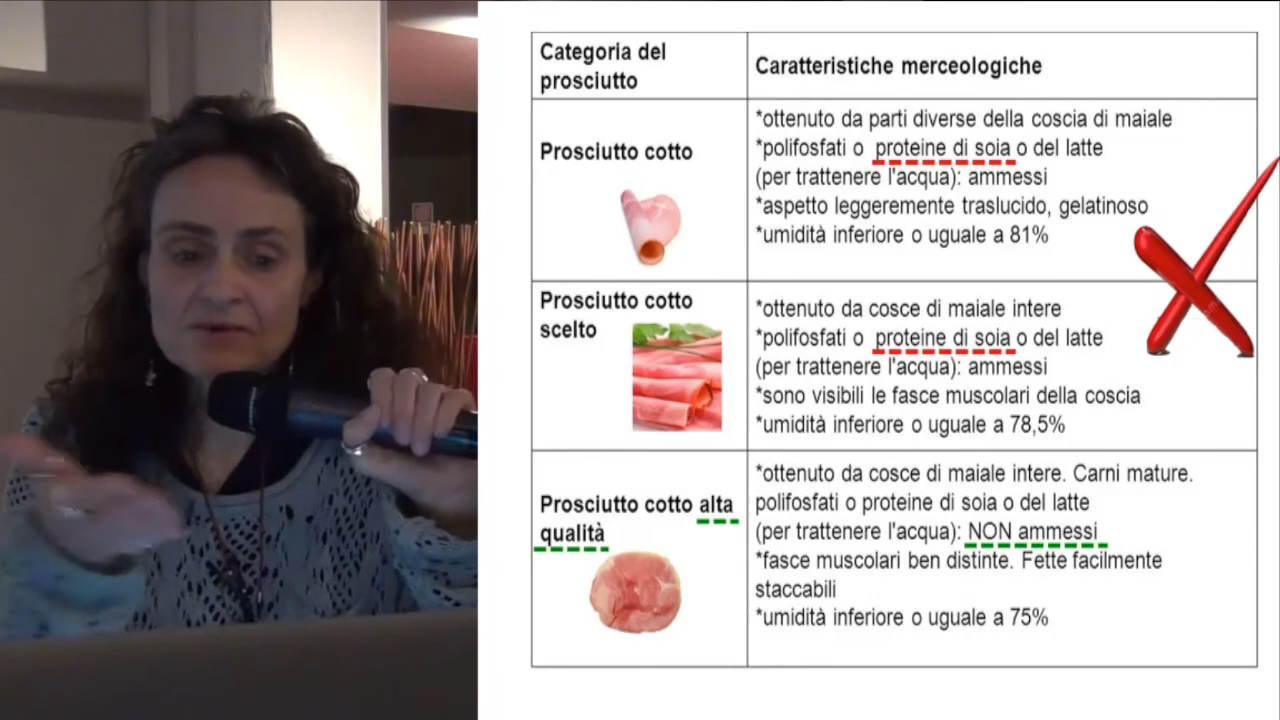 Categoria del
prosciutto
Caratteristiche merceologiche
Prosciutto cotto
*ottenuto da parti diverse della coscia di maiale
*polifosfati o proteine di soia o del latte
(per trattenere l'acqua): ammessi
*aspetto leggeremente traslucido, gelatinoso
*umidità inferiore o uguale a 81%
Prosciutto cotto
scelto
*ottenuto da cosce di maiale intere
*polifosfati o proteine di soia o del latte
(per trattenere l'acqua): ammessi
*sono visibili le fasce muscolari della coscia
*umidità inferiore o uguale a 78,5%
Prosciutto cotto alta
qualità
*ottenuto da cosce di maiale intere. Carni mature.
polifosfati o proteine di soia o del latte
(per trattenere l'acqua): NON ammessi
*fasce muscolari ben distinte. Fette facilmente
staccabili
*umidità inferiore o uguale a 75%